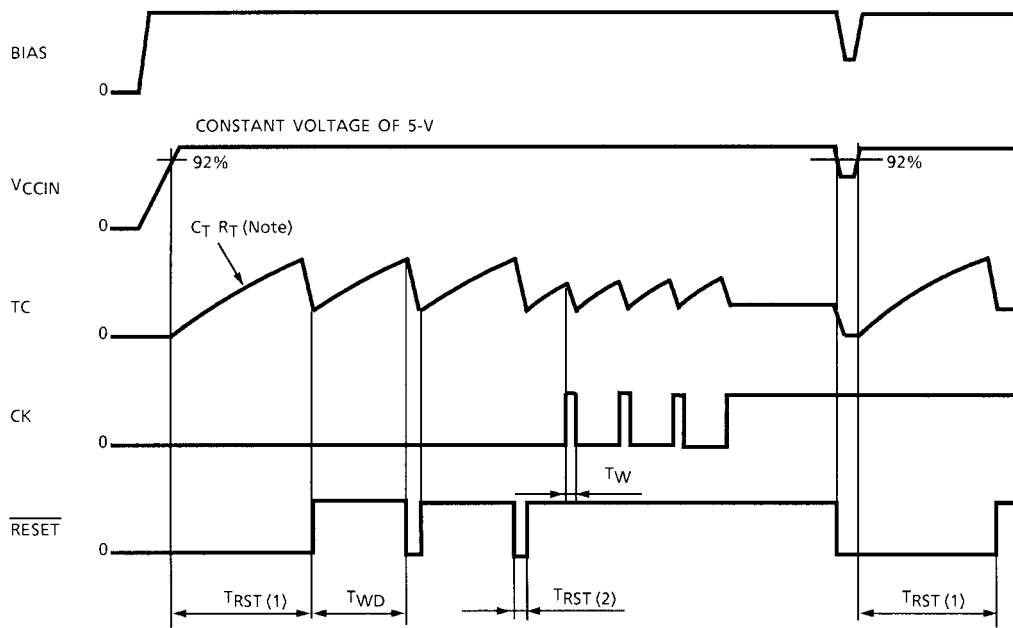 BIAS
0
CONSTANT VOLTAGE OF 5-V
92%
92%
VCCIN
0
CT RT (Note)
TC
0
CK
0
TW
RESET
0
TRST (1)
TWD
TRST (2)
TRST (1)